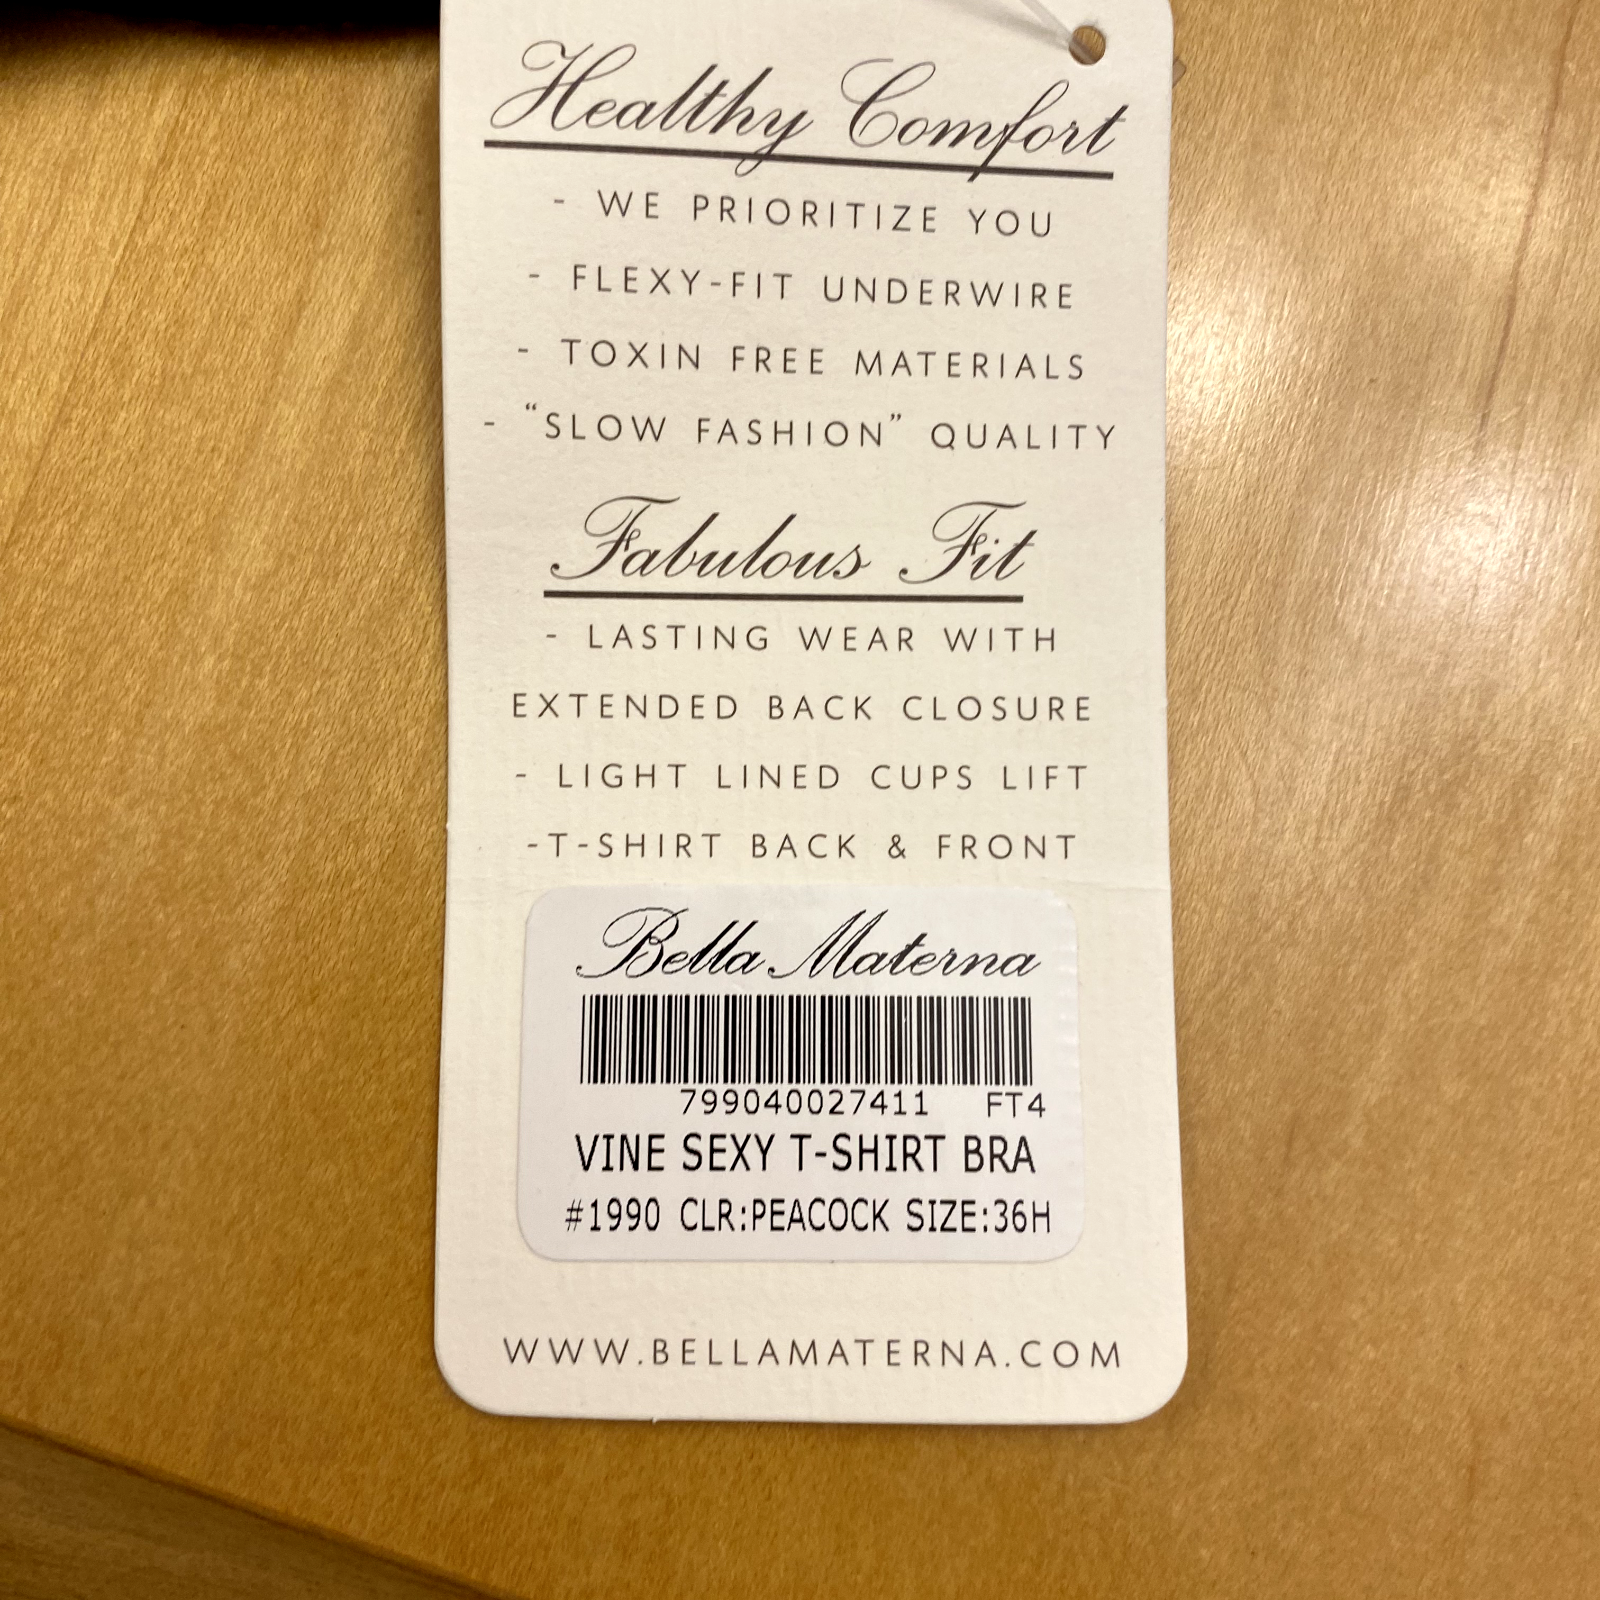 Healthy Comfort
- WE PRIORITIZE YOU
- FLEXY-FIT UNDERWIRE
- TOXIN FREE MATERIALS
- “SLOW FASHION” QUALITY
Fabulous Fit
- LASTING WEAR WITH
EXTENDED BACK CLOSURE
- LIGHT LINED CUPS LIFT
-T-SHIRT BACK & FRONT
Bella Materna
799040027411 FT4
VINE SEXY T-SHIRT BRA
#1990 CLR:PEACOCK SIZE:36H
WWW.BELLAMATERNA.COM